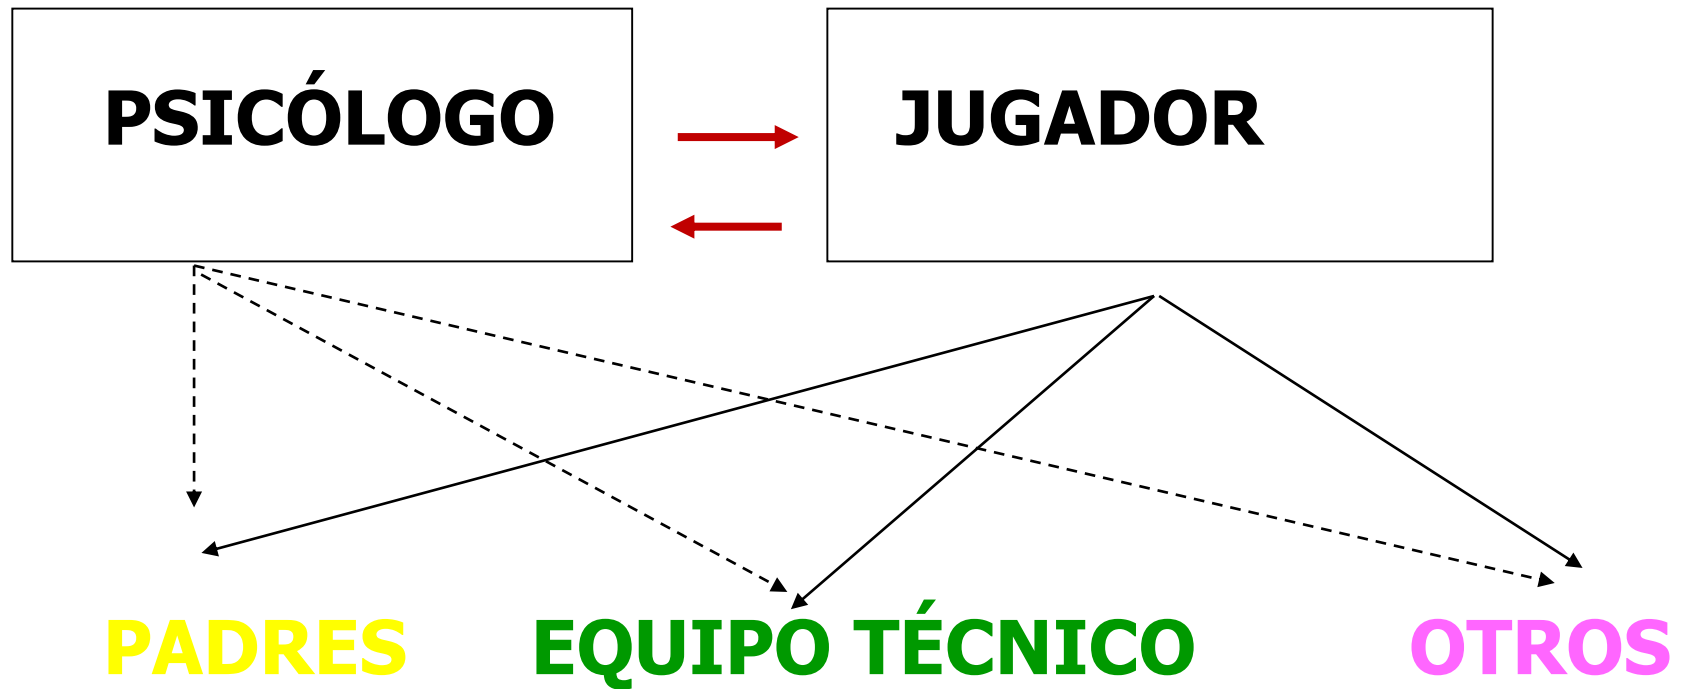 PSICÓLOGO
JUGADOR
PADRES
EQUIPO TÉCNICO
OTROS